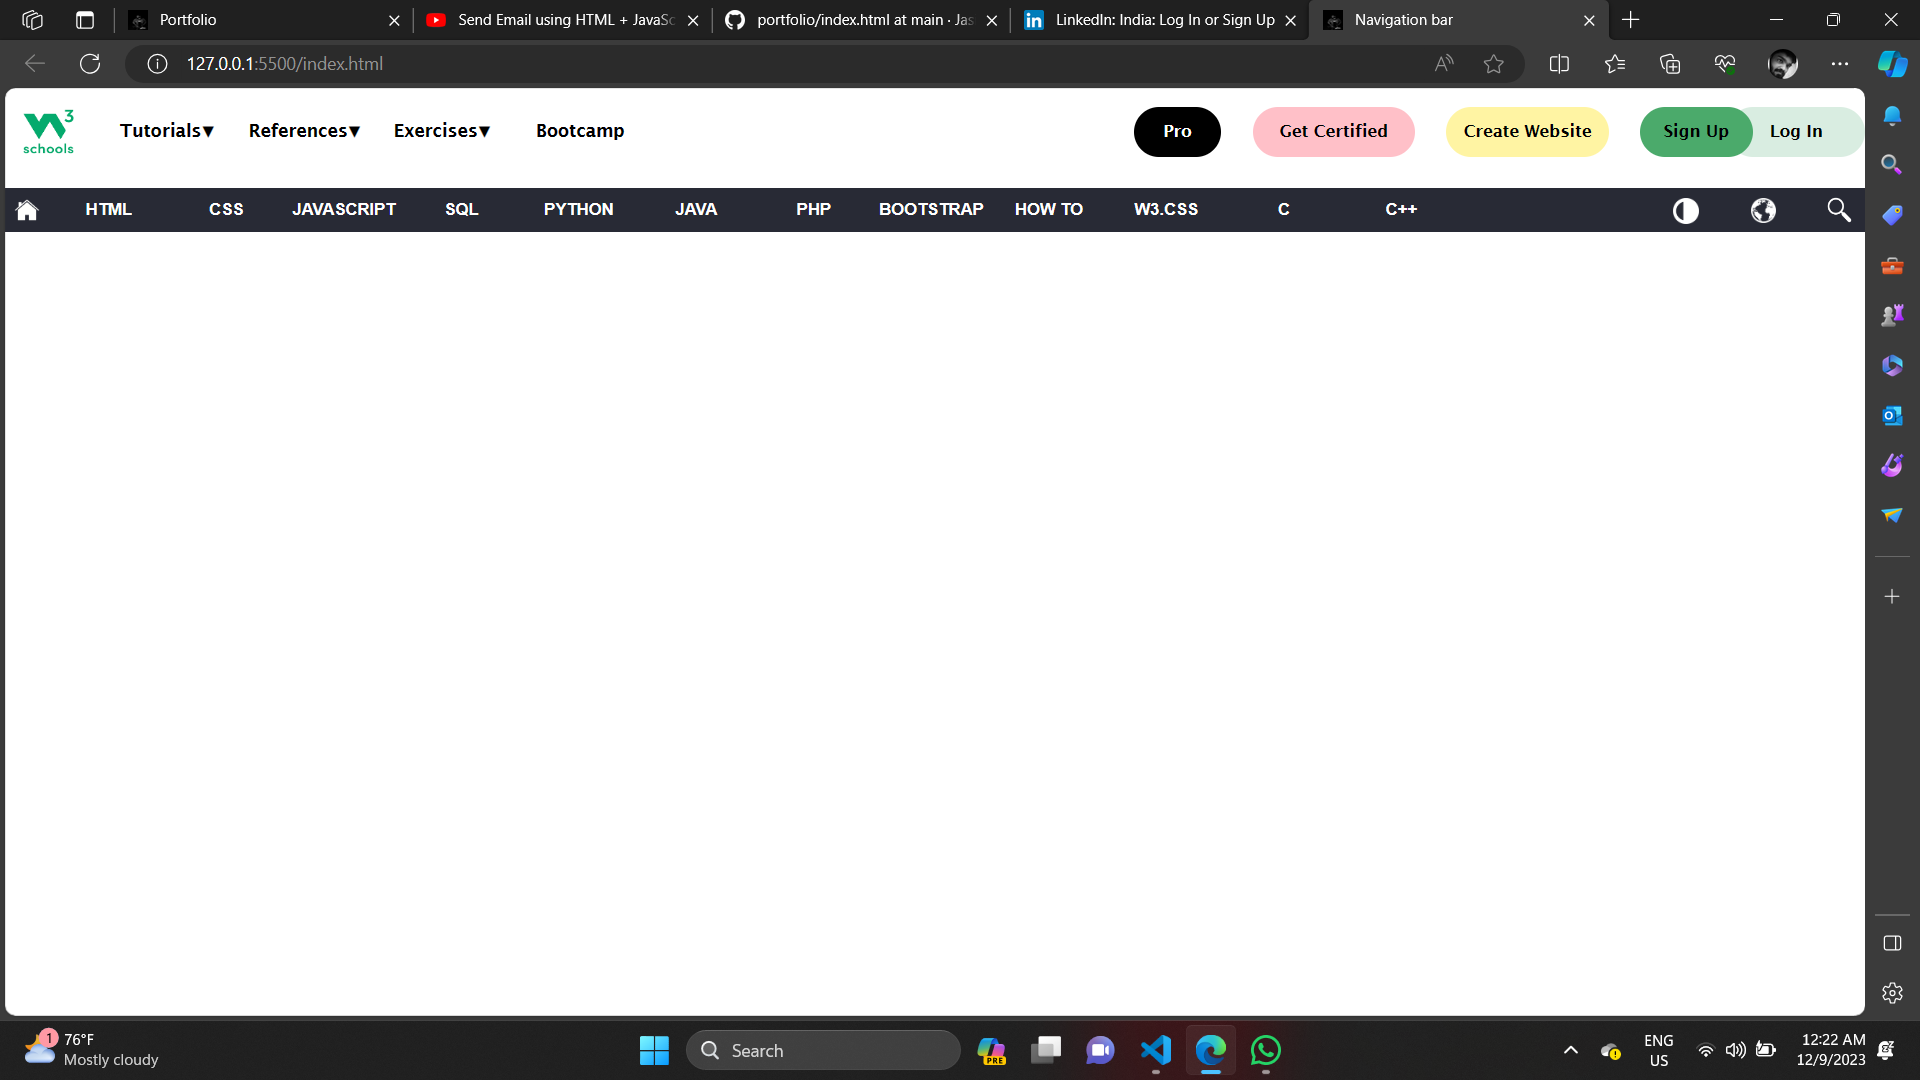 Portfolio
Send Email using HTML + JavaSc
portfolio/index.html at main · Jas
LinkedIn: India: Log In or Sign Up
Navigation bar
127.0.0.1:5500/index.html
W3 schools
Tutorials▼ References▼ Exercises▼ Bootcamp
Pro Get Certified Create Website Sign Up Log In
HTML CSS JAVASCRIPT SQL PYTHON JAVA PHP BOOTSTRAP HOW TO W3.CSS C C++
1
76°F
Mostly cloudy
Search
PRE
ENG
US
12:22 AM
12/9/2023